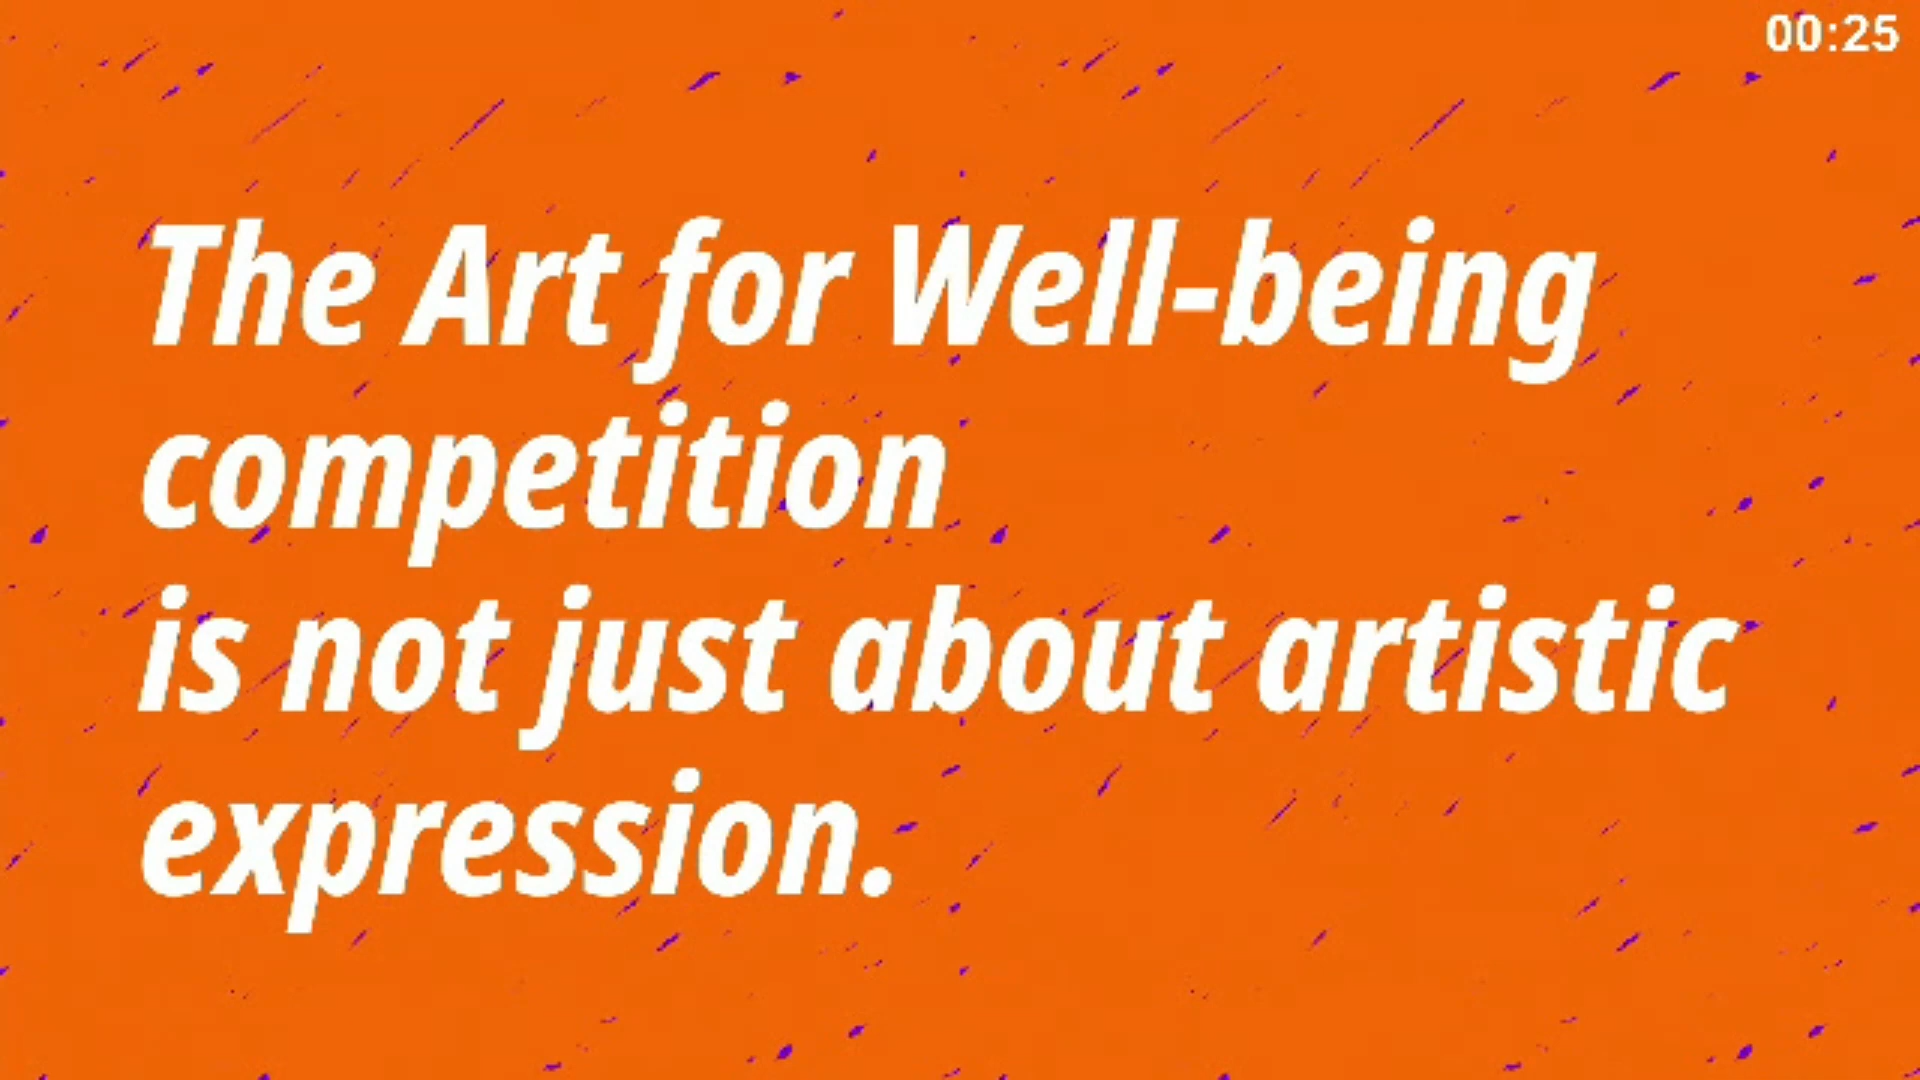 00:25
The Art for Well-being
competition
is not just about artistic
expression.